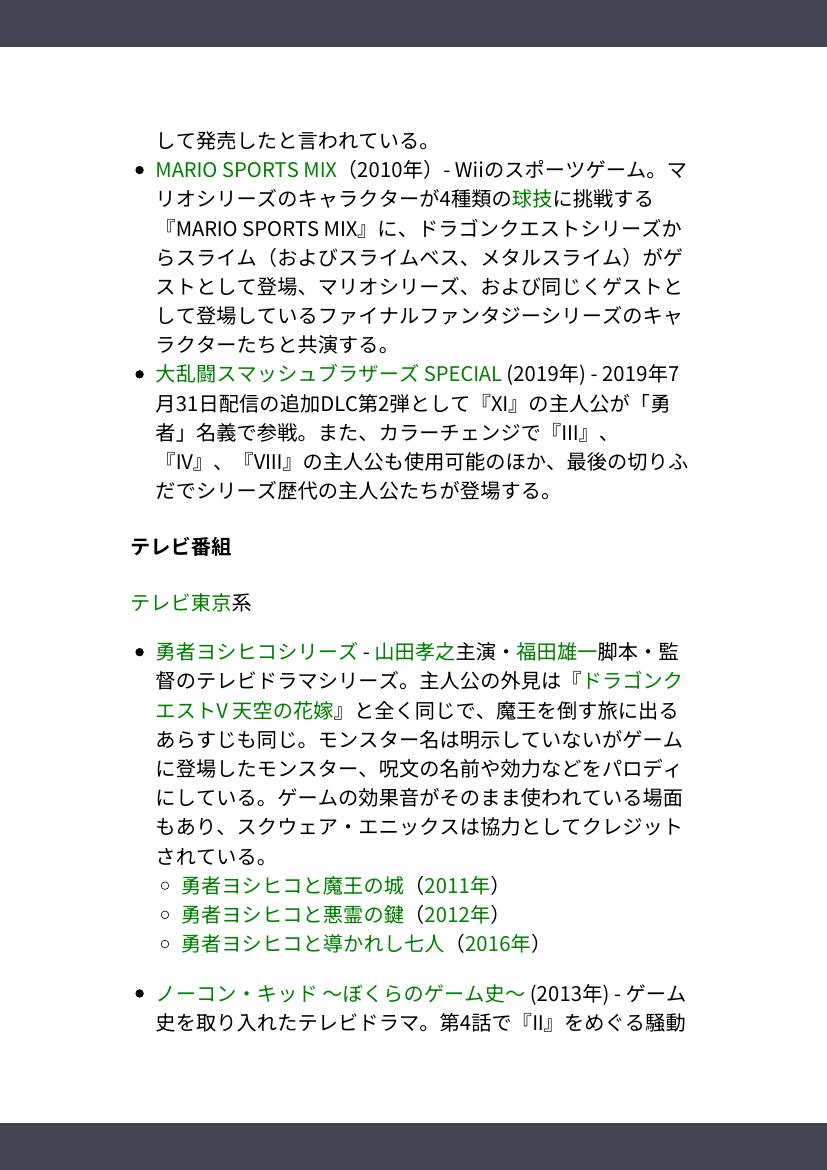 して発売したと言われている。
MARIO SPORTS MIX（2010年）- Wiiのスポーツゲーム。マ
リオシリーズのキャラクターが4種類の球技に挑戦する
『MARIO SPORTS MIX』に、ドラゴンクエストシリーズか
らスライム（およびスライムベス、メタルスライム）がゲ
ストとして登場、マリオシリーズ、および同じくゲストと
して登場しているファイナルファンタジーシリーズのキャ
ラクターたちと共演する。
大乱闘スマッシュブラザーズ SPECIAL (2019年) - 2019年7
月31日配信の追加DLC第2弾として『XI』の主人公が「勇
者」名義で参戦。また、カラーチェンジで『III』、
『IV』、『VIII』の主人公も使用可能のほか、最後の切りふ
だでシリーズ歴代の主人公たちが登場する。
テレビ番組
テレビ東京系
勇者ヨシヒコシリーズ - 山田孝之主演・福田雄一脚本・監
督のテレビドラマシリーズ。主人公の外見は『ドラゴンク
エストV 天空の花嫁』と全く同じで、魔王を倒す旅に出る
あらすじも同じ。モンスター名は明示していないがゲーム
に登場したモンスター、呪文の名前や効力などをパロディ
にしている。ゲームの効果音がそのまま使われている場面
もあり、スクウェア・エニックスは協力としてクレジット
されている。
勇者ヨシヒコと魔王の城（2011年）
勇者ヨシヒコと悪霊の鍵（2012年）
勇者ヨシヒコと導かれし七人（2016年）
ノーコン・キッド 〜ぼくらのゲーム史〜 (2013年) - ゲーム
史を取り入れたテレビドラマ。第4話で『II』をめぐる騒動